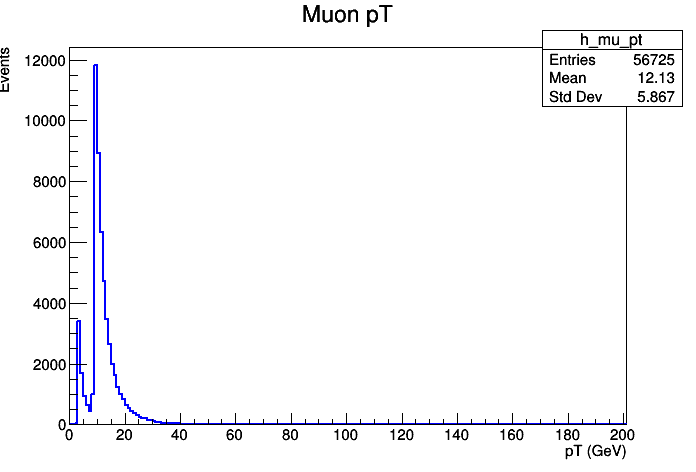 Muon pT
h_mu_pt
Entries 56725
Mean 12.13
Std Dev 5.867
Events
12000
10000
8000
6000
4000
2000
0
0 20 40 60 80 100 120 140 160 180 200
pT (GeV)